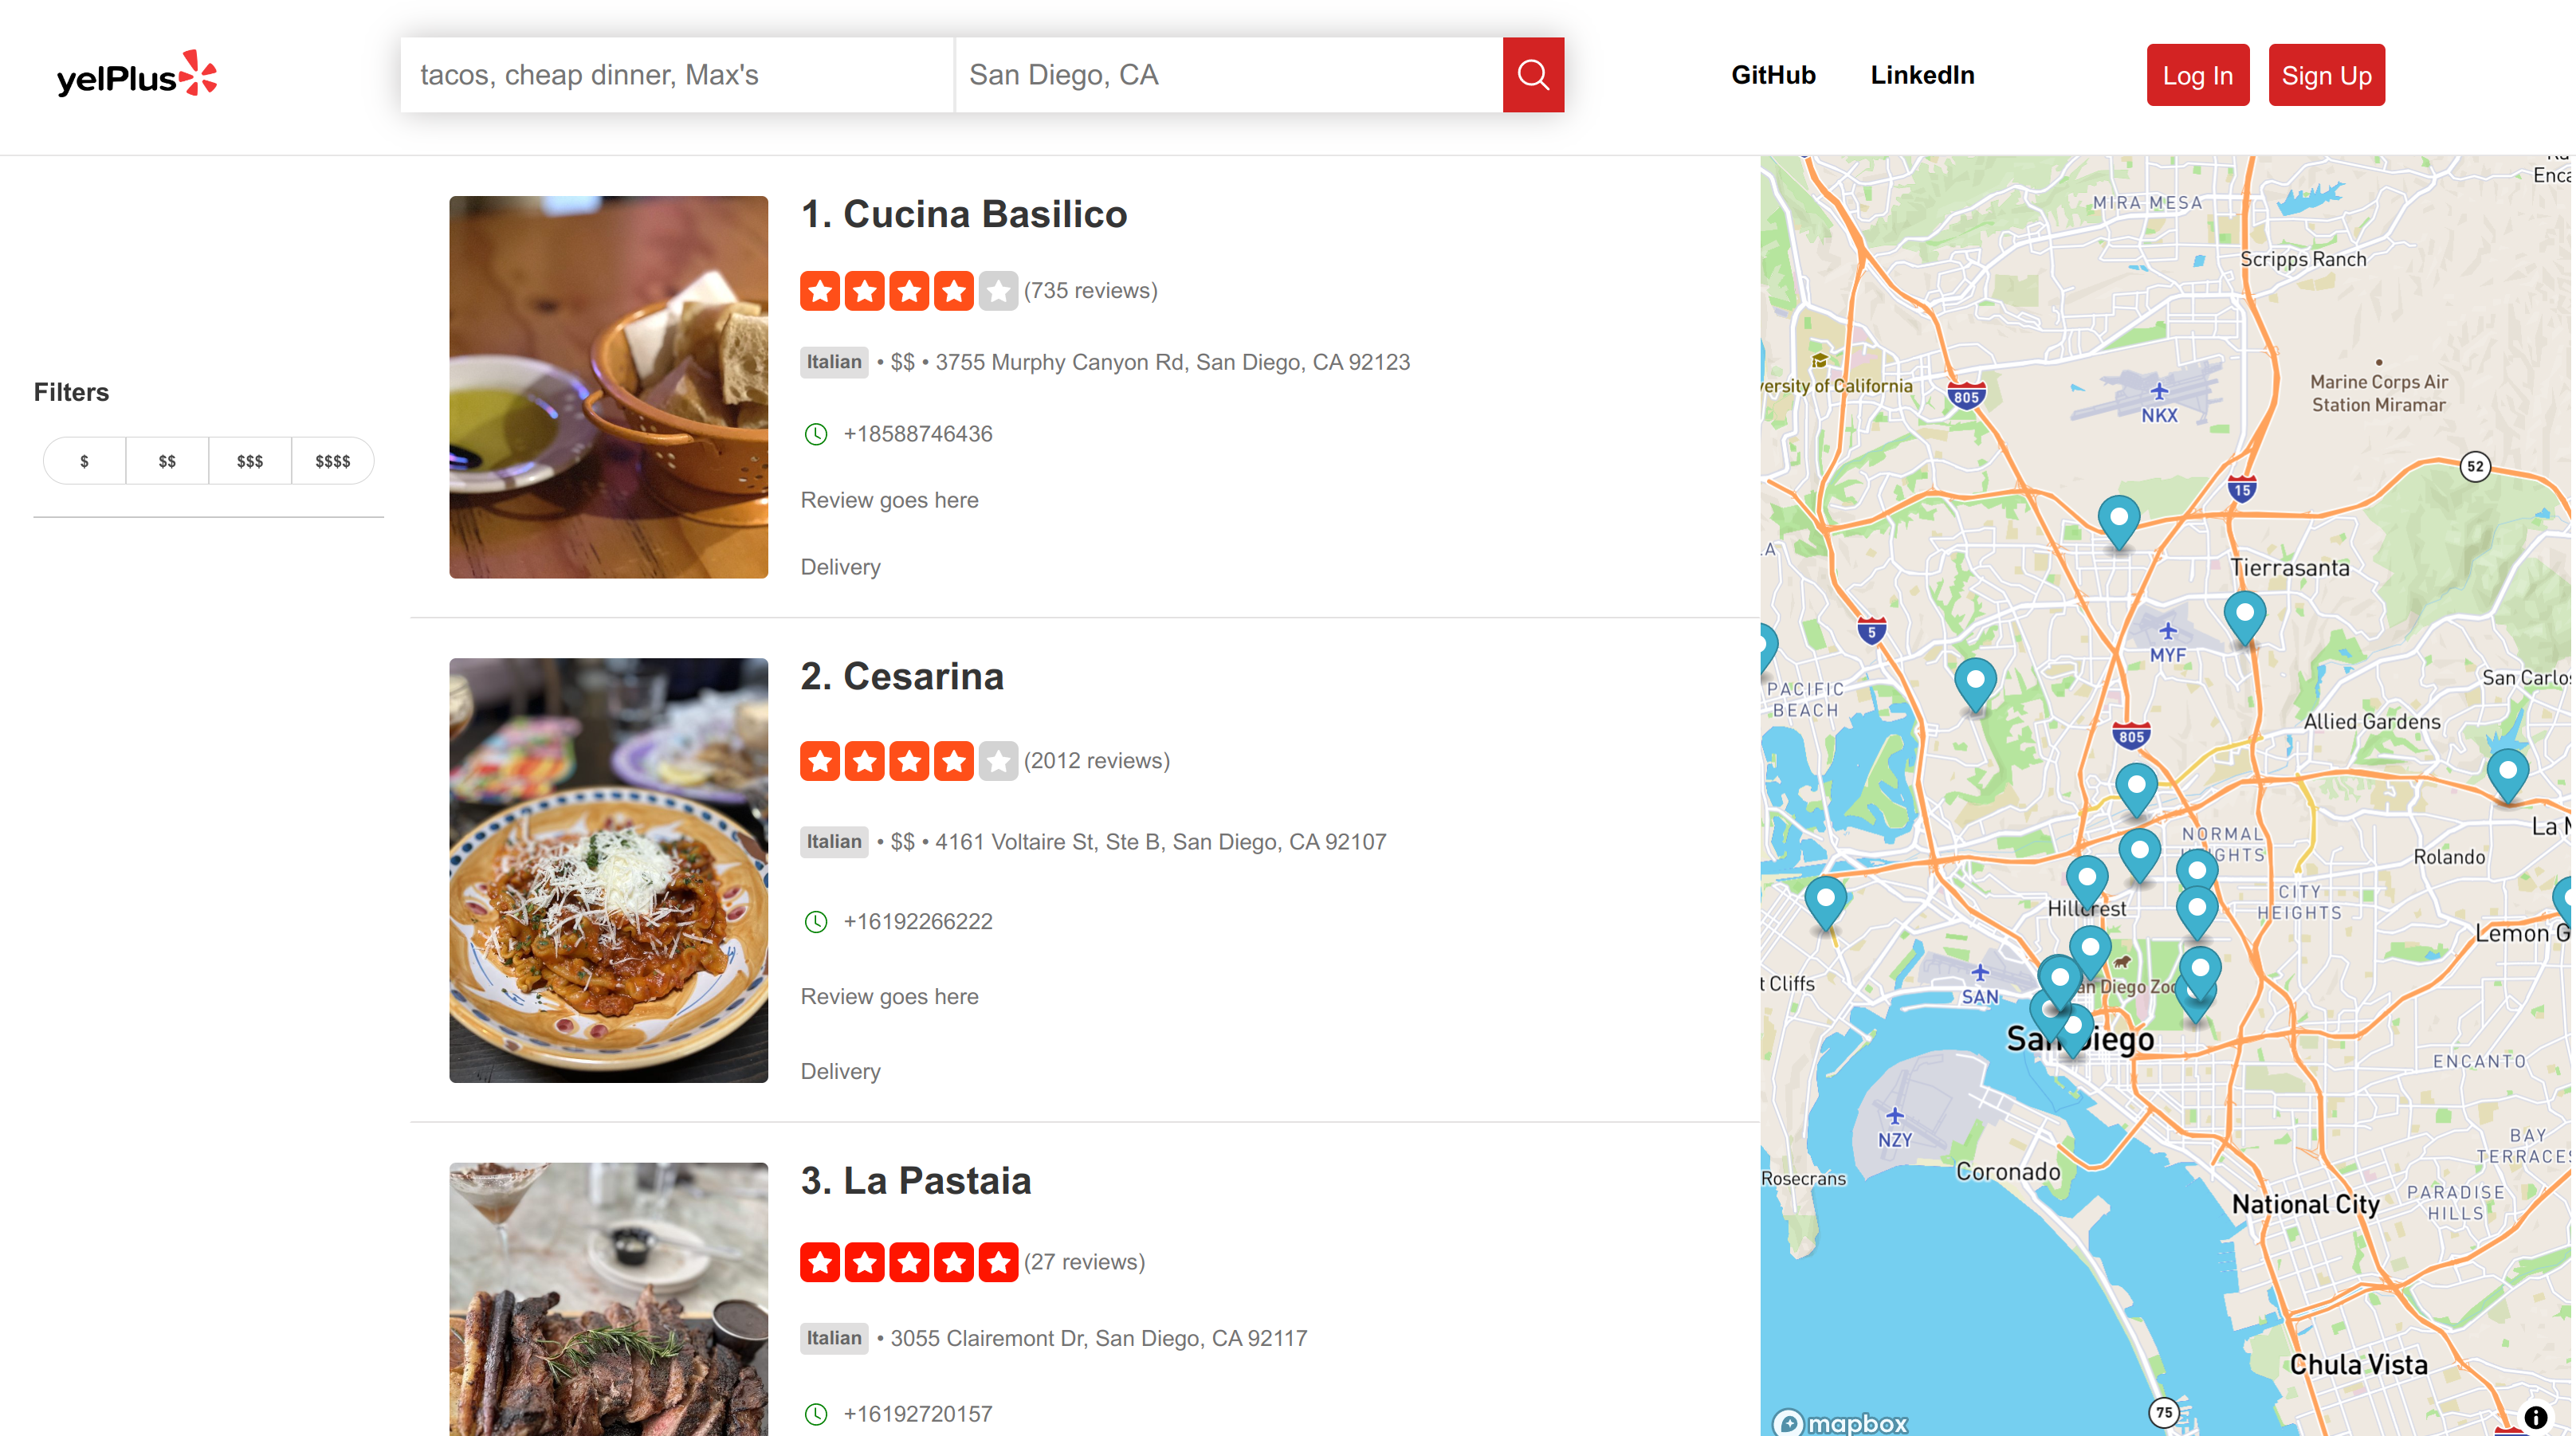 yelPlus
tacos, cheap dinner, Max's
San Diego, CA
GitHub
LinkedIn
Log In
Sign Up
Filters
$
$$
$$$
$$$$
1. Cucina Basilico
(735 reviews)
Italian • $$ • 3755 Murphy Canyon Rd, San Diego, CA 92123
+18588746436
Review goes here
Delivery
2. Cesarina
(2012 reviews)
Italian • $$ • 4161 Voltaire St, Ste B, San Diego, CA 92107
+16192266222
Review goes here
Delivery
3. La Pastaia
(27 reviews)
Italian • 3055 Clairemont Dr, San Diego, CA 92117
+16192720157
Enca
MIRA MESA
Scripps Ranch
versity of California
805
NKX
Marine Corps Air
Station Miramar
52
15
LA
Tierrasanta
5
MYF
PACIFIC
BEACH
San Carlos
805
Allied Gardens
La M
NORMAL
HEIGHTS
Rolando
CITY
HEIGHTS
Hillcrest
Lemon G
t Cliffs
SAN
San Diego Zoo
San Diego
ENCANTO
NZY
BAY
TERRACES
Coronado
Rosecrans
National City
PARADISE
HILLS
Chula Vista
75
mapbox